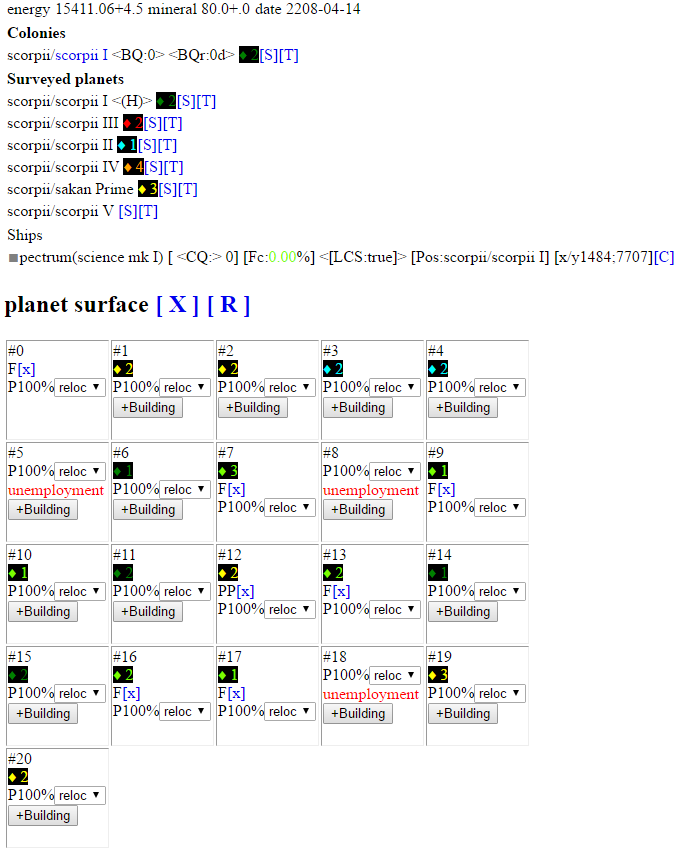 energy 15411.06+4.5 mineral 80.0+.0 date 2208-04-14
Colonies
scorpii/scorpii I <BQ:0> <BQr:0d> ♦ 2[S][T]
Surveyed planets
scorpii/scorpii I <(H)> ♦ 2[S][T]
scorpii/scorpii III ♦ 2[S][T]
scorpii/scorpii II ♦ 1[S][T]
scorpii/scorpii IV ♦ 4[S][T]
scorpii/sakan Prime ♦ 3[S][T]
scorpii/scorpii V [S][T]
Ships
■pectrum(science mk I) [ <CQ:> 0] [Fc:0.00%] <[LCS:true]> [Pos:scorpii/scorpii I] [x/y1484;7707][C]
planet surface [ X ] [ R ]
#0
F[x]
P100% reloc ▼
#1
♦ 2
P100% reloc ▼
+Building
#2
♦ 2
P100% reloc ▼
+Building
#3
♦ 2
P100% reloc ▼
+Building
#4
♦ 2
P100% reloc ▼
+Building
#5
P100% reloc ▼
unemployment
+Building
#6
♦ 1
P100% reloc ▼
+Building
#7
♦ 3
F[x]
P100% reloc ▼
#8
P100% reloc ▼
unemployment
+Building
#9
♦ 1
F[x]
P100% reloc ▼
#10
♦ 1
P100% reloc ▼
+Building
#11
♦ 2
P100% reloc ▼
+Building
#12
♦ 2
PP[x]
P100% reloc ▼
#13
♦ 2
F[x]
P100% reloc ▼
#14
♦ 1
P100% reloc ▼
+Building
#15
♦ 2
P100% reloc ▼
+Building
#16
♦ 2
F[x]
P100% reloc ▼
#17
♦ 1
F[x]
P100% reloc ▼
#18
P100% reloc ▼
unemployment
+Building
#19
♦ 3
P100% reloc ▼
+Building
#20
♦ 2
P100% reloc ▼
+Building